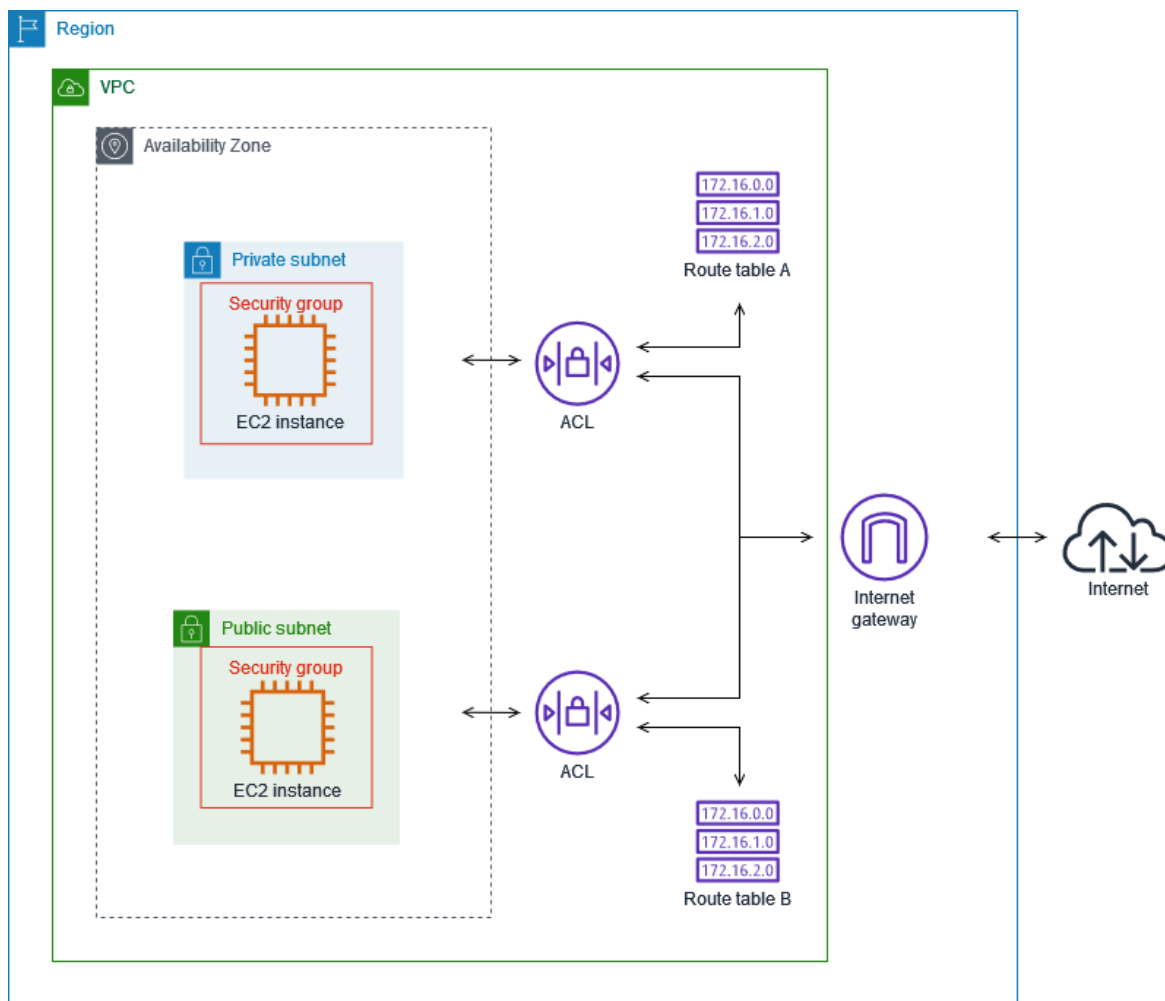 Region
VPC
Availability Zone
172.16.0.0
172.16.1.0
172.16.2.0
Route table A
Private subnet
Security group
EC2 instance
ACL
Internet
gateway
Internet
Public subnet
Security group
EC2 instance
ACL
172.16.0.0
172.16.1.0
172.16.2.0
Route table B